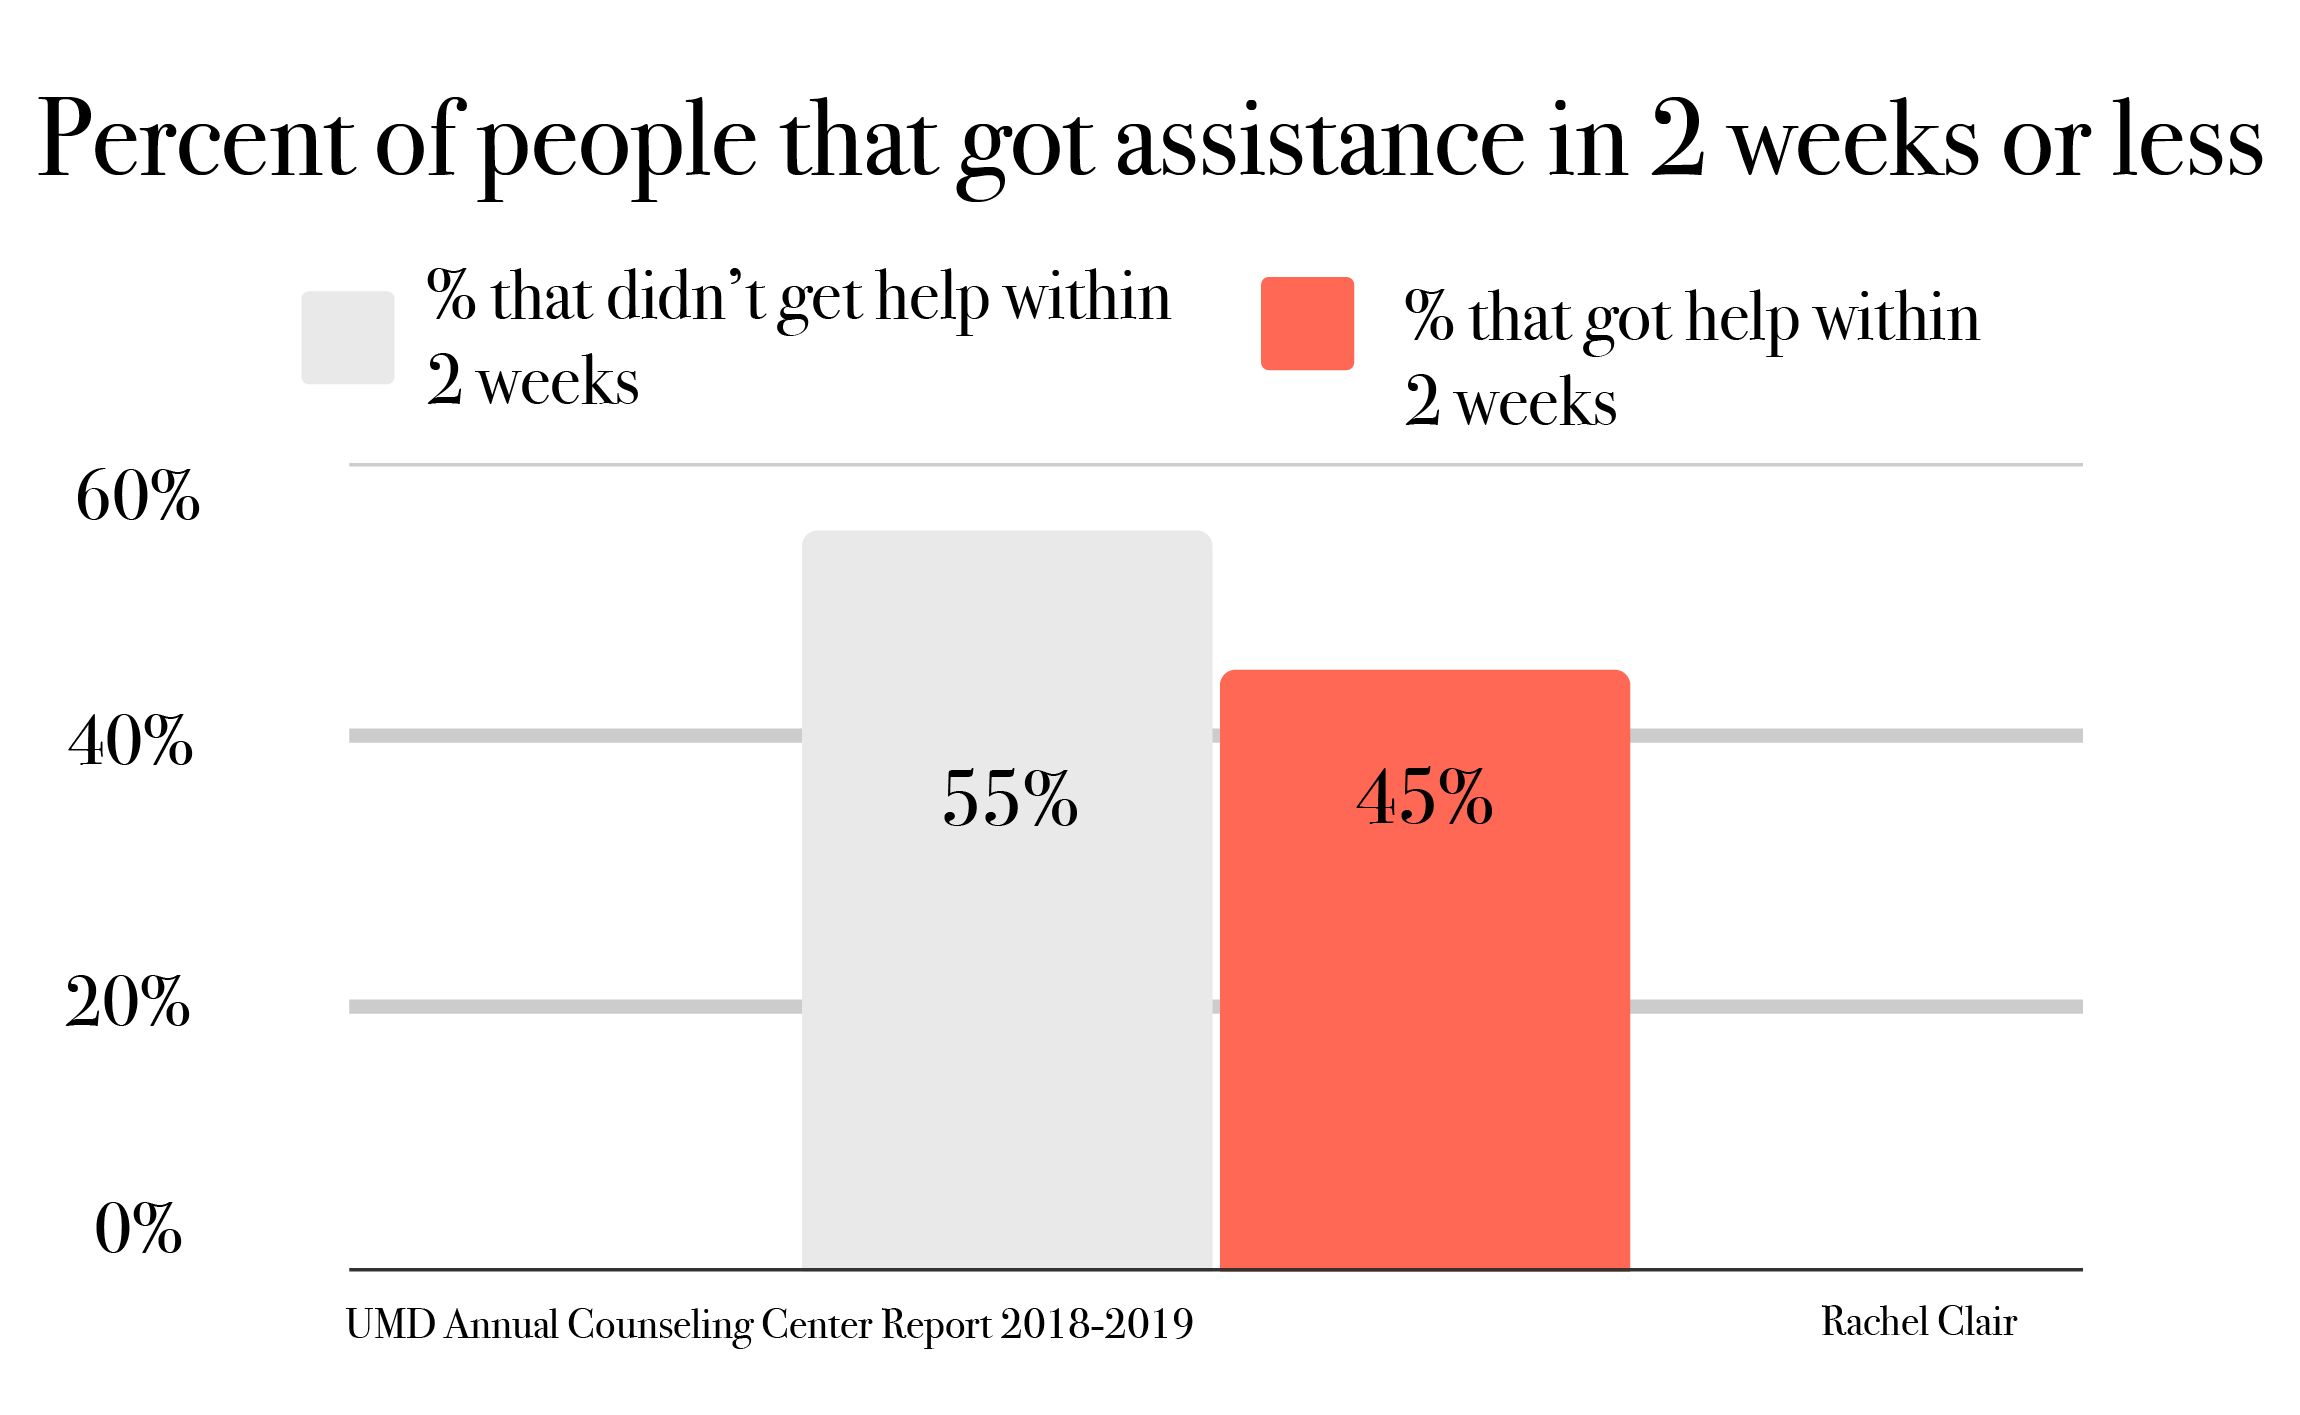 Percent of people that got assistance in 2 weeks or less
% that didn’t get help within
2 weeks
% that got help within
2 weeks
60%
40%
55%
45%
20%
0%
UMD Annual Counseling Center Report 2018-2019
Rachel Clair